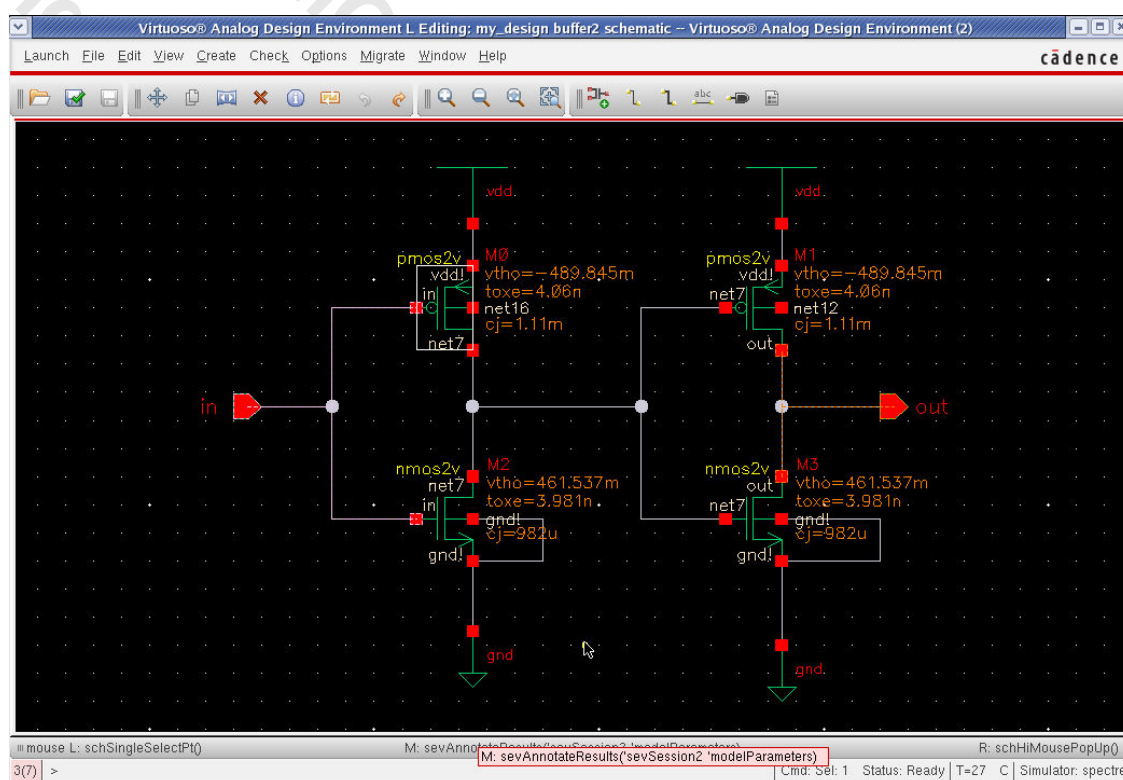 Virtuoso® Analog Design Environment L Editing: my_design buffer2 schematic -- Virtuoso® Analog Design Environment (2)
Launch File Edit View Create Check Options Migrate Window Help
cādence
abc
vdd
vdd
pmos2v M0
vdd! vtho=-489.845m
in toxe=4.06n
net16
cj=1.11m
net7
pmos2v M1
vdd! vtho=-489.845m
net7 toxe=4.06n
net12
cj=1.11m
out
in
out
nmos2v M2
net7 vtho=461.537m
in toxe=3.981n
gnd!
cj=982u
gnd!
nmos2v M3
out vtho=461.537m
net7 toxe=3.981n
gnd!
cj=982u
gnd!
gnd
gnd
mouse L: schSingleSelectPt() M: sevAnnotateResults('sevSession2 'modelParameters) R: schHiMousePopUp()
M: sevAnnotateResults('sevSession2 'modelParameters)
3(7) > Cmd: Sel: 1 Status: Ready T=27 C Simulator: spectre